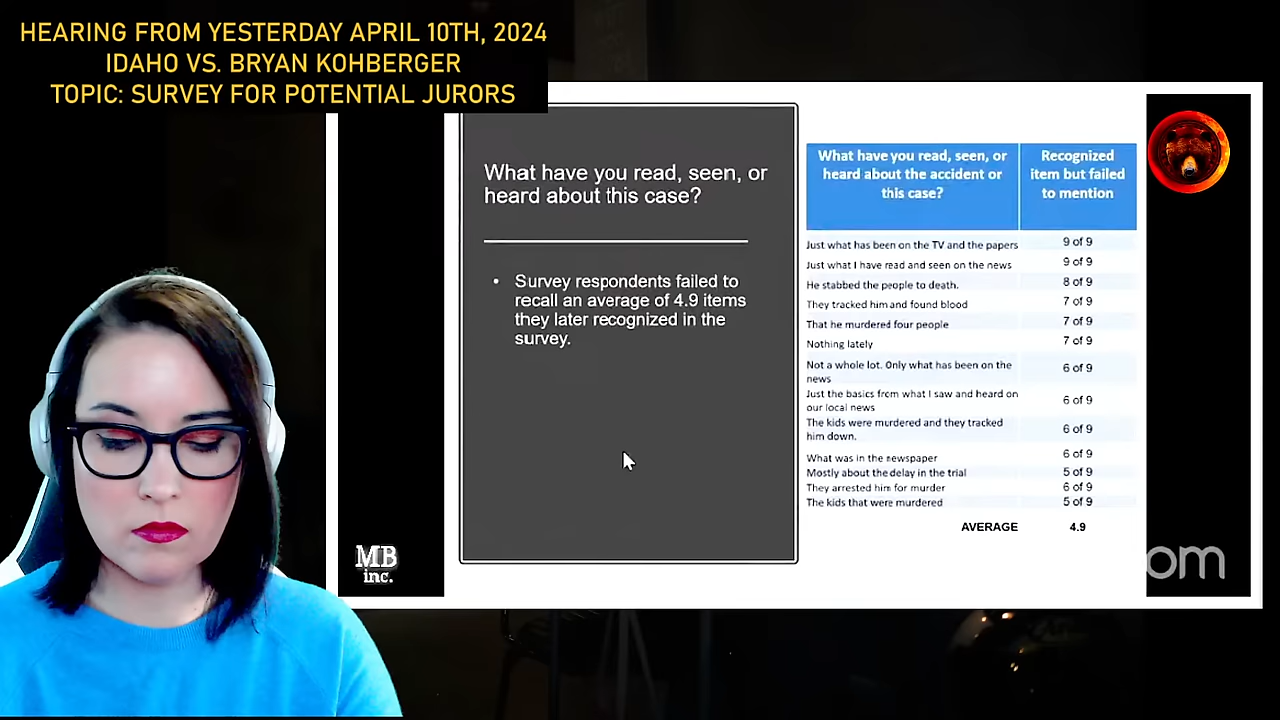 HEARING FROM YESTERDAY APRIL 10TH, 2024
IDAHO VS. BRYAN KOHBERGER
TOPIC: SURVEY FOR POTENTIAL JURORS
What have you read, seen, or
heard about this case?
• Survey respondents failed to
recall an average of 4.9 items
they later recognized in the
survey.
MB
inc.
What have you read, seen, or
heard about the accident or
this case?
Recognized
item but failed
to mention
Just what has been on the TV and the papers 9 of 9
Just what I have read and seen on the news 9 of 9
He stabbed the people to death. 8 of 9
They tracked him and found blood 7 of 9
That he murdered four people 7 of 9
Nothing lately 7 of 9
Not a whole lot. Only what has been on the
news 6 of 9
Just the basics from what I saw and heard on
our local news 6 of 9
The kids were murdered and they tracked
him down. 6 of 9
What was in the newspaper 6 of 9
Mostly about the delay in the trial 5 of 9
They arrested him for murder 6 of 9
The kids that were murdered 5 of 9
AVERAGE 4.9
om